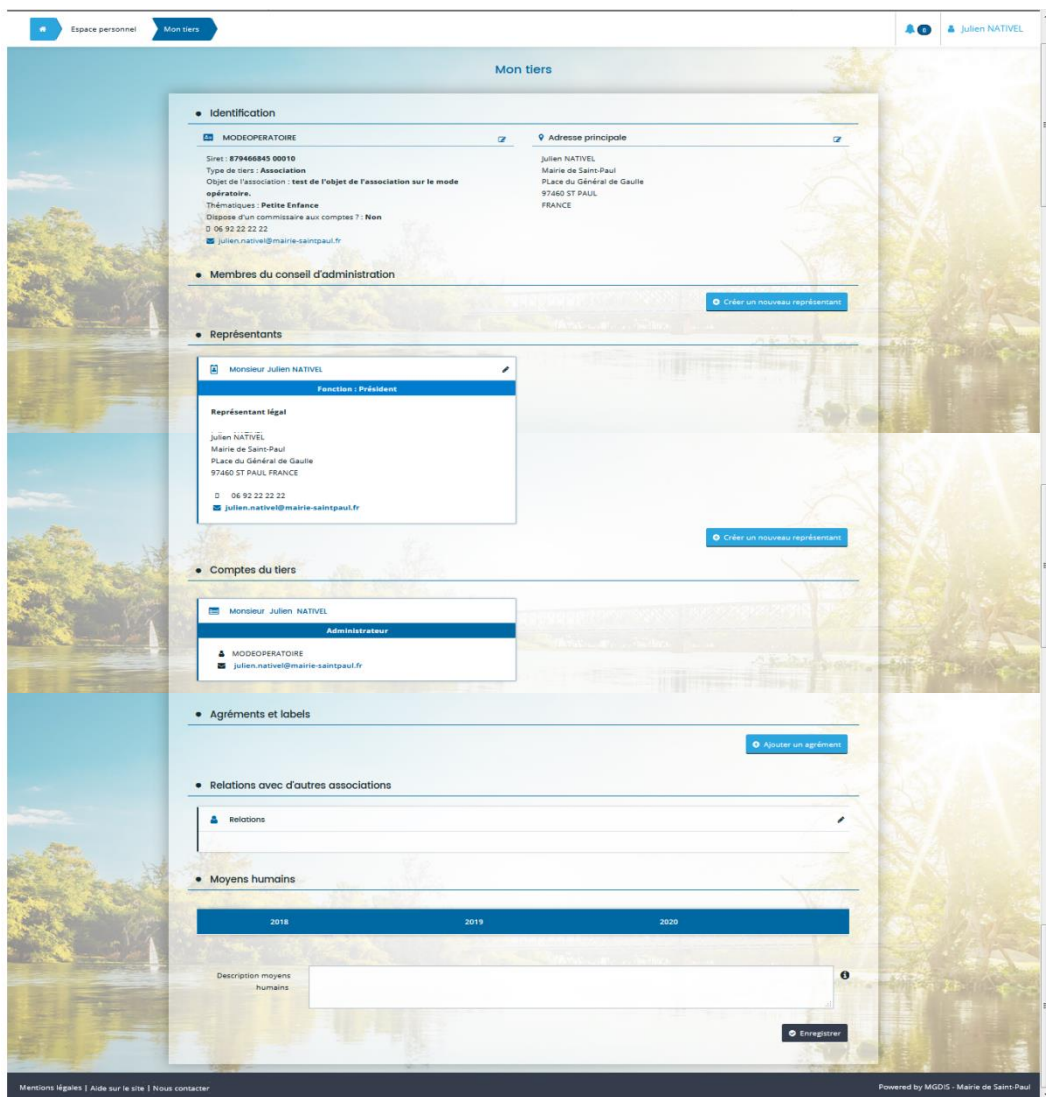 Espace personnel
Mon tiers
0
Julien NATIVEL
Mon tiers
Identification
MODEOPERATOIRE
Siret : 879466845 00010
Type de tiers : Association
Objet de l'association : test de l'objet de l'association sur le mode
opératoire.
Thématiques : Petite Enfance
Dispose d'un commissaire aux comptes ? : Non
06 92 22 22 22
julien.nativel@mairie-saintpaul.fr
Adresse principale
Julien NATIVEL
Mairie de Saint-Paul
PLace du Général de Gaulle
97460 ST PAUL
FRANCE
Membres du conseil d'administration
Créer un nouveau représentant
Représentants
Monsieur Julien NATIVEL
Fonction : Président
Représentant légal
Julien NATIVEL
Mairie de Saint-Paul
PLace du Général de Gaulle
97460 ST PAUL FRANCE
06 92 22 22 22
julien.nativel@mairie-saintpaul.fr
Créer un nouveau représentant
Comptes du tiers
Monsieur Julien NATIVEL
Administrateur
MODEOPERATOIRE
julien.nativel@mairie-saintpaul.fr
Agréments et labels
Ajouter un agrément
Relations avec d'autres associations
Relations
Moyens humains
2018 2019 2020
Description moyens
humains
Enregistrer
Mentions légales | Aide sur le site | Nous contacter
Powered by MGDIS - Mairie de Saint-Paul